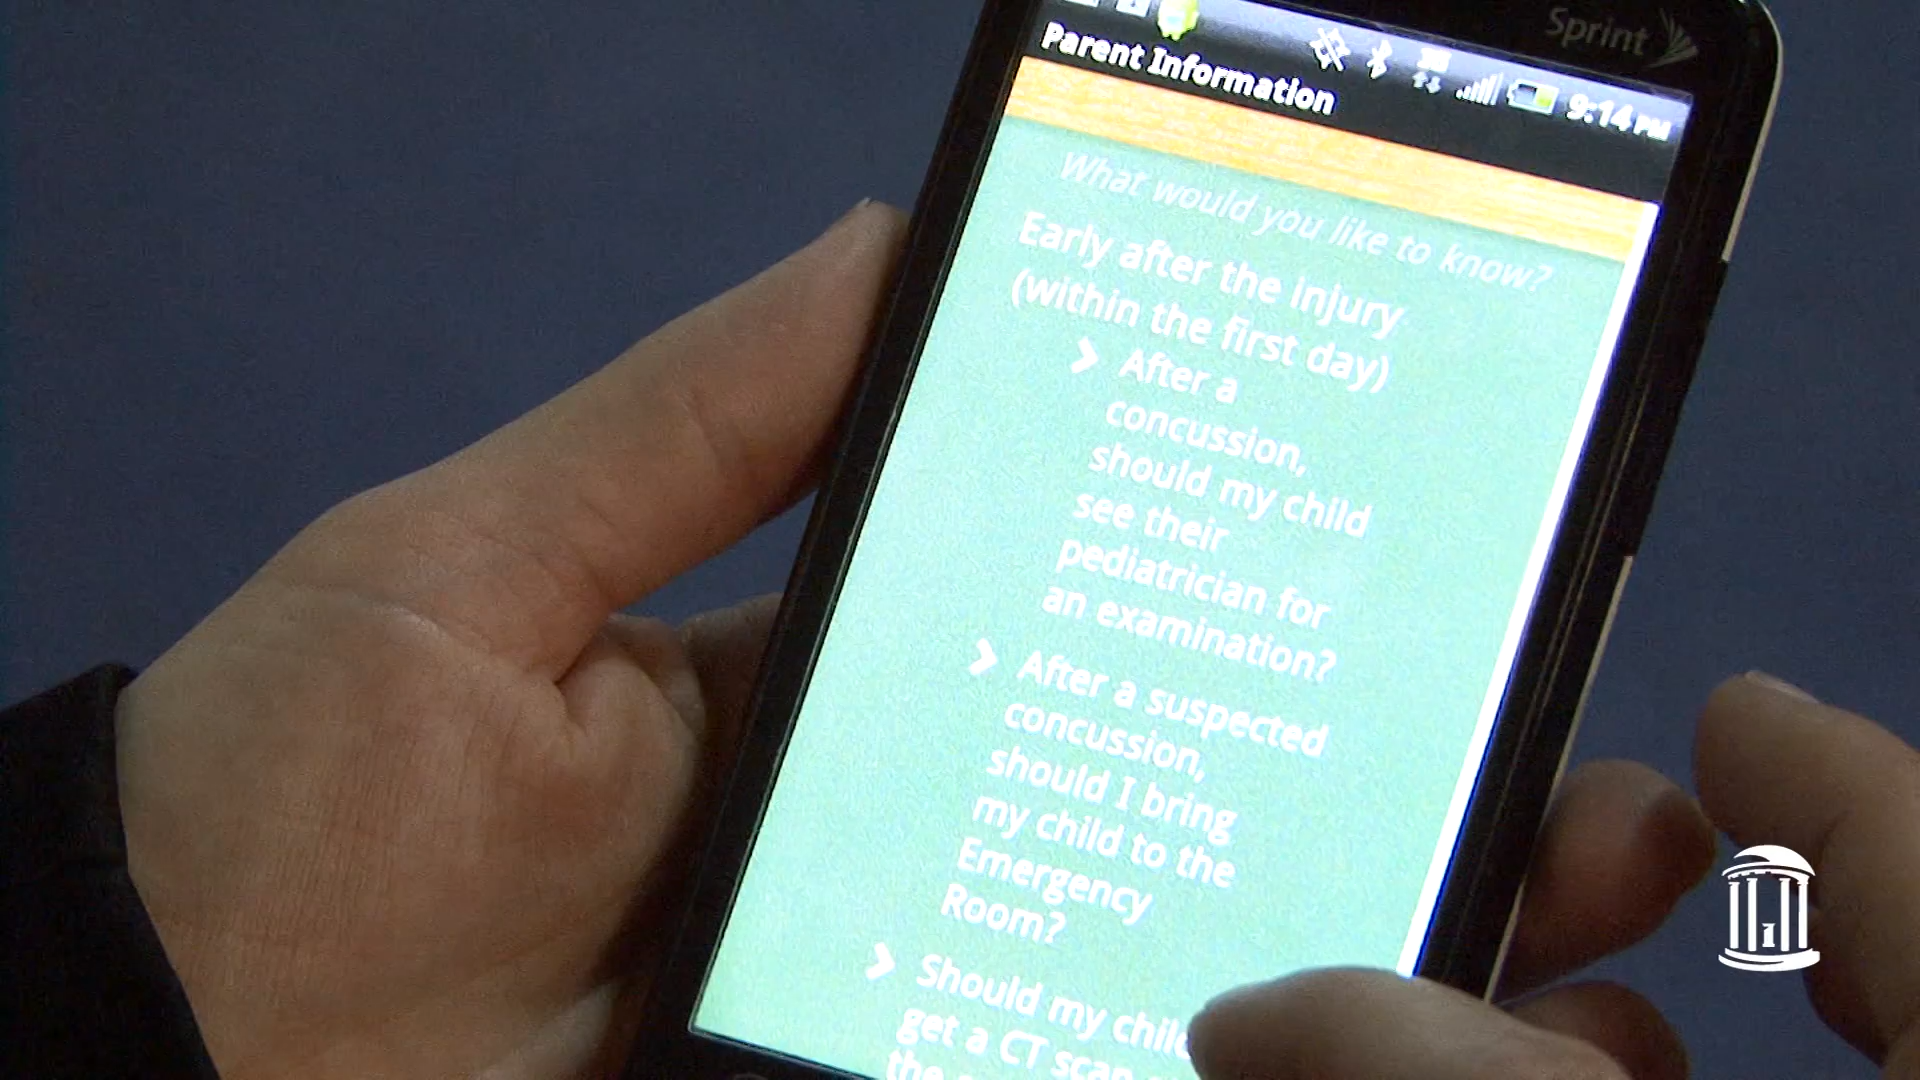 Sprint
9:14 PM
Parent Information
What would you like to know?
Early after the injury
(within the first day)
After a
concussion,
should my child
see their
pediatrician for
an examination?
After a suspected
concussion,
should I bring
my child to the
Emergency
Room?
Should my child
get a CT scan
the